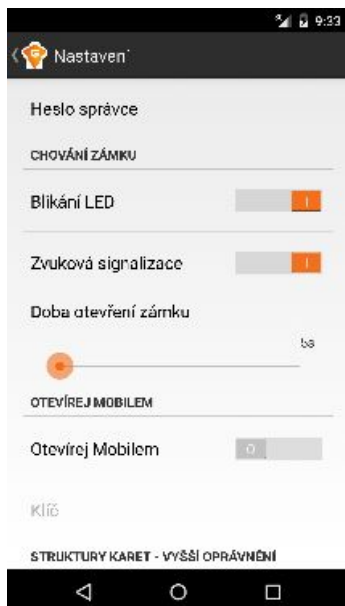 9:33
Nastavení
Heslo správce
CHOVÁNÍ ZÁMKU
Blikání LED
Zvuková signalizace
Doba otevření zámku
5s
OTEVÍREJ MOBILEM
Otevírej Mobilem
Klíč
STRUKTURY KARET - VYŠŠÍ OPRÁVNĚNÍ